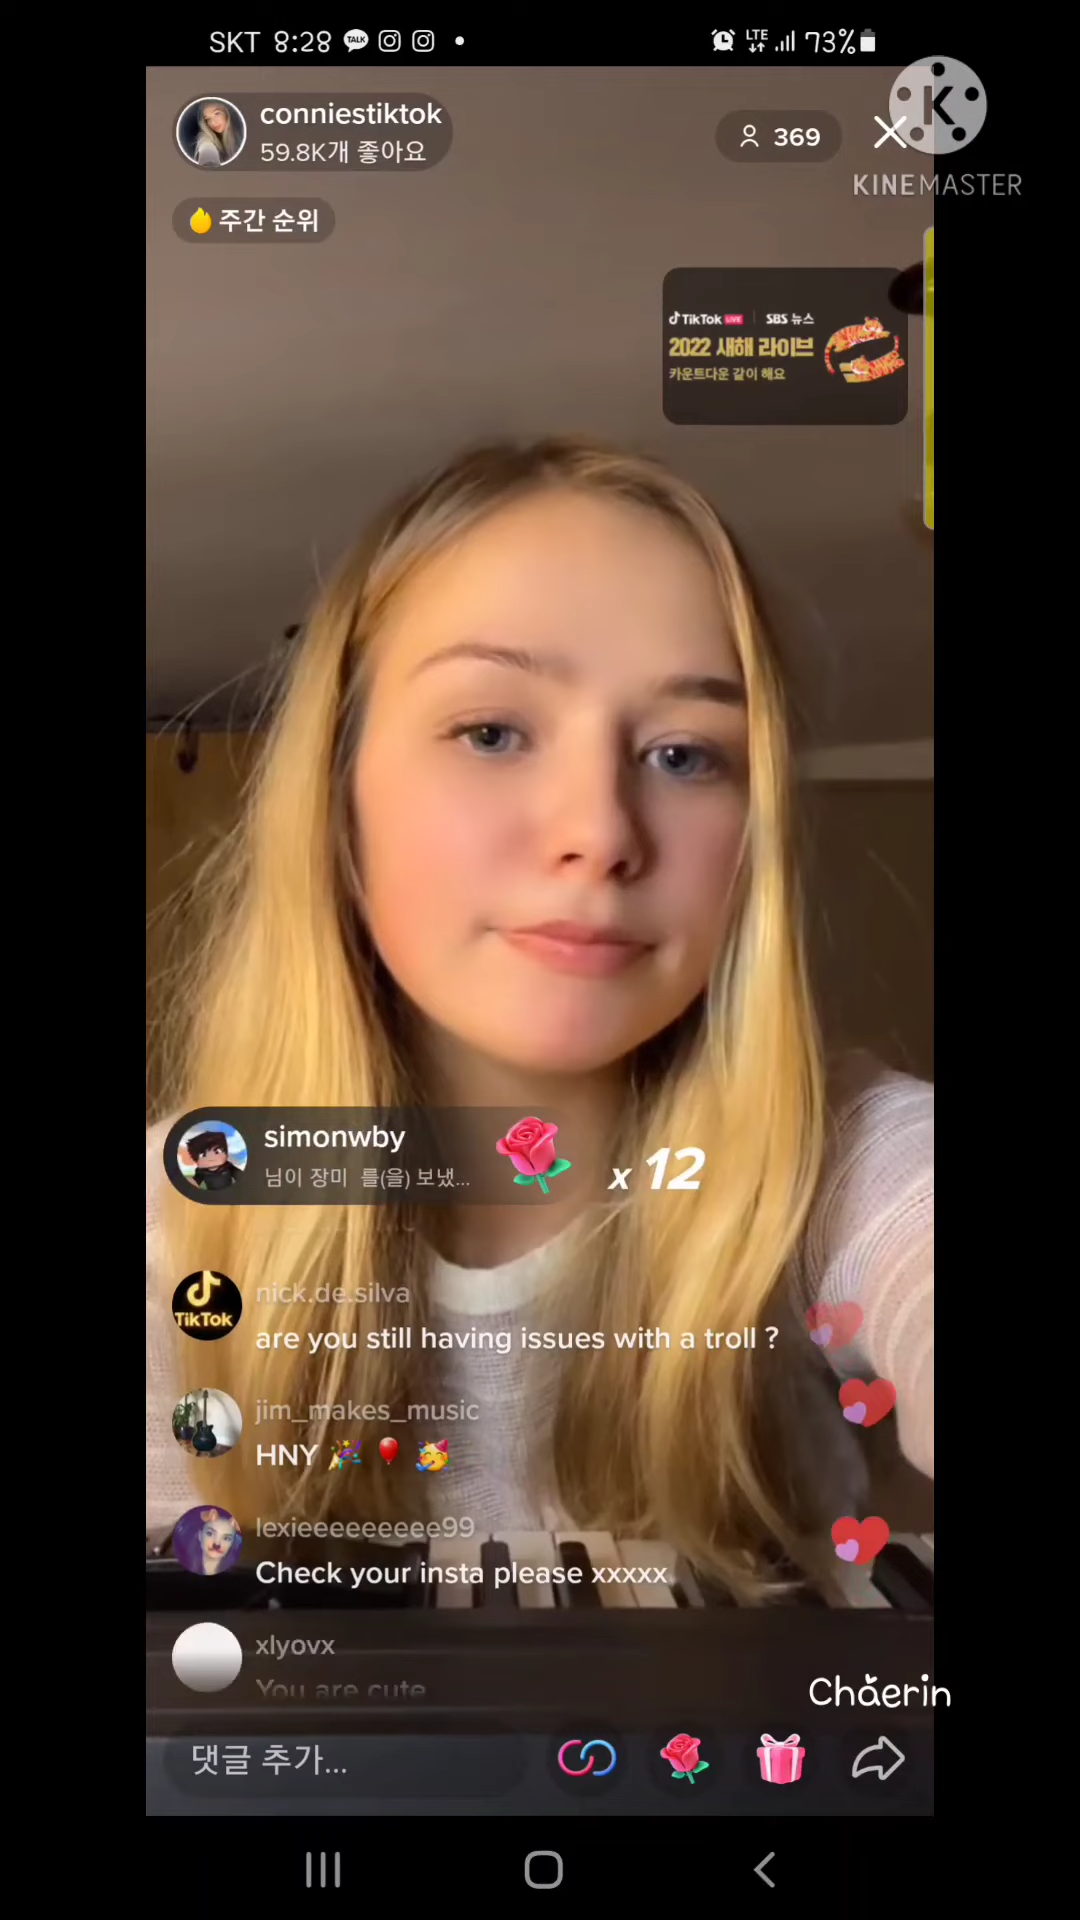 SKT 8:28 TALK LTE 73%
conniestiktok
59.8K개 좋아요
369
K
KINEMASTER
주간 순위
TikTok LIVE | SBS 뉴스
2022 새해 라이브
카운트다운 같이 해요
simonwby
님이 장미 를(을) 보냈...
x 12
nick.de.silva
TikTok
are you still having issues with a troll ?
jim_makes_music
HNY
lexieeeeeeeee99
Check your insta please xxxxx
xlyovx
You are cute
Chaerin
댓글 추가...